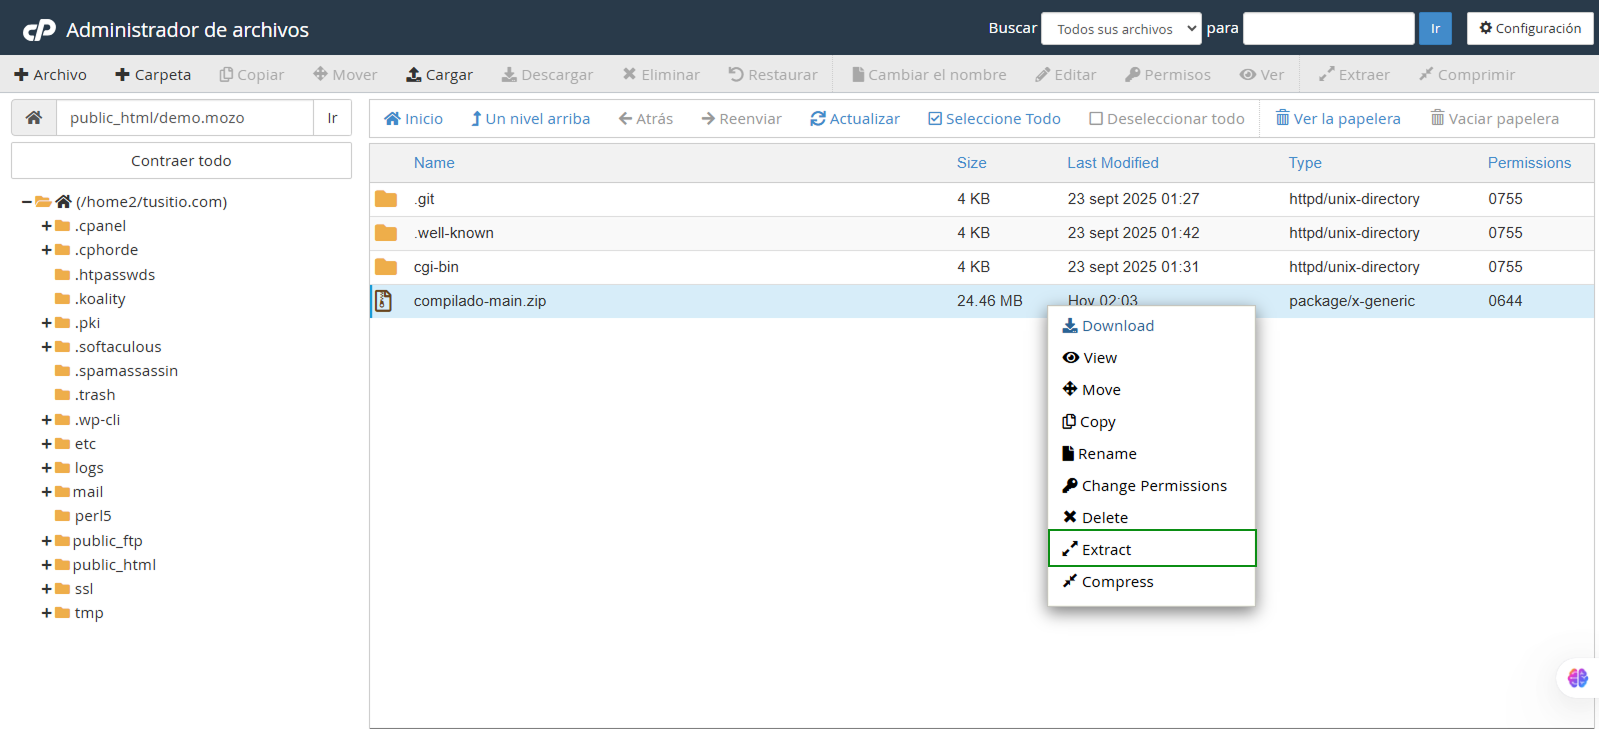 cP Administrador de archivos
Buscar Todos sus archivos para Ir Configuración
Archivo Carpeta Copiar Mover Cargar Descargar Eliminar Restaurar Cambiar el nombre Editar Permisos Ver Extraer Comprimir
public_html/demo.mozo Ir
Inicio Un nivel arriba Atrás Reenviar Actualizar Seleccione Todo Deseleccionar todo Ver la papelera Vaciar papelera
Contraer todo
(/home2/tusitio.com)
.cpanel
.cphorde
.htpasswds
.koality
.pki
.softaculous
.spamassassin
.trash
.wp-cli
etc
logs
mail
perl5
public_ftp
public_html
ssl
tmp
Name Size Last Modified Type Permissions
.git 4 KB 23 sept 2025 01:27 httpd/unix-directory 0755
.well-known 4 KB 23 sept 2025 01:42 httpd/unix-directory 0755
cgi-bin 4 KB 23 sept 2025 01:31 httpd/unix-directory 0755
compilado-main.zip 24.46 MB Hoy 02:03 package/x-generic 0644
Download
View
Move
Copy
Rename
Change Permissions
Delete
Extract
Compress